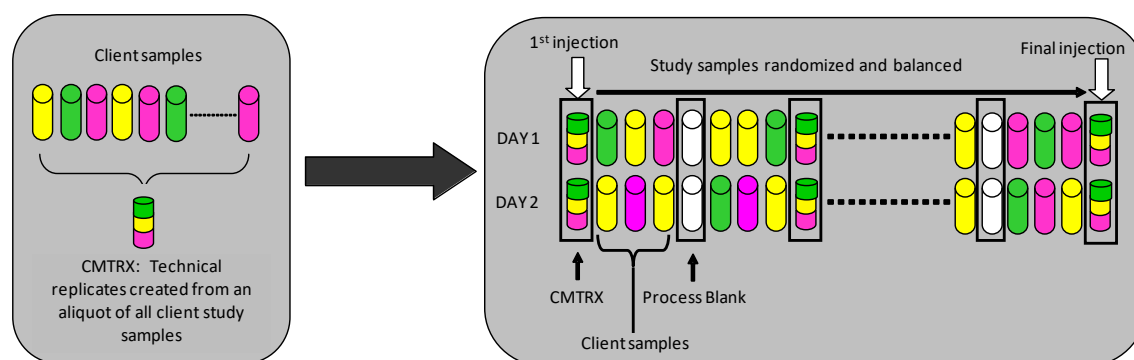 Client samples
CMTRX: Technical
replicates created from an
aliquot of all client study
samples
1st injection
Final injection
Study samples randomized and balanced
DAY 1
DAY 2
CMTRX
Process Blank
Client samples